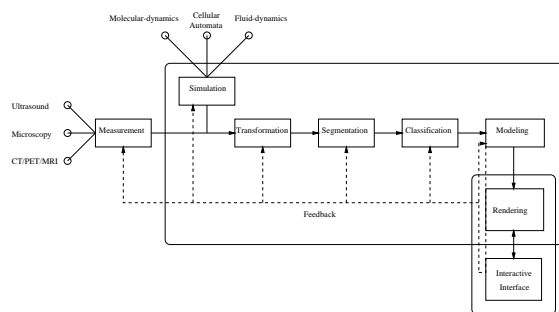 Molecular-dynamics
Cellular
Automata
Fluid-dynamics
Simulation
Ultrasound
Microscopy
CT/PET/MRI
Measurement
Transformation
Segmentation
Classification
Modeling
Feedback
Rendering
Interactive
Interface